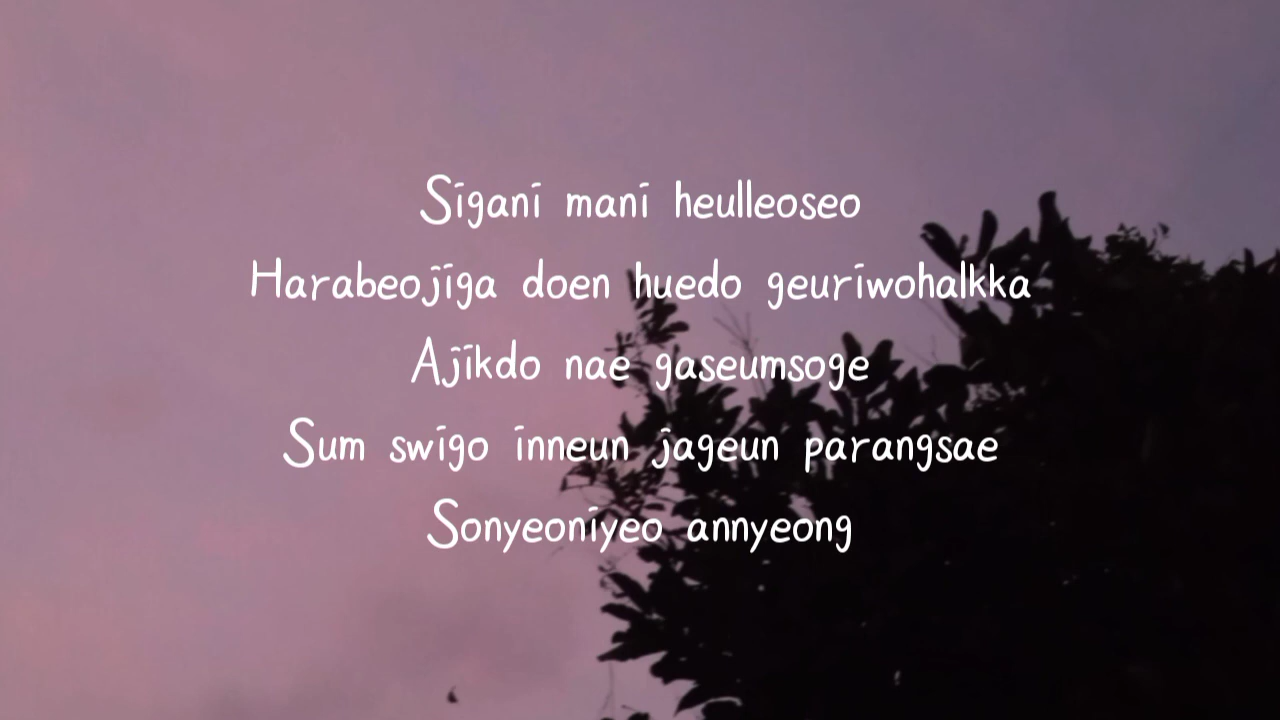 Sigani mani heulleoseo
Harabeojiga doen huedo geuriwohalkka
Ajikdo nae gaseumsoge
Sum swigo inneun jageun parangsae
Sonyeoniyeo annyeong